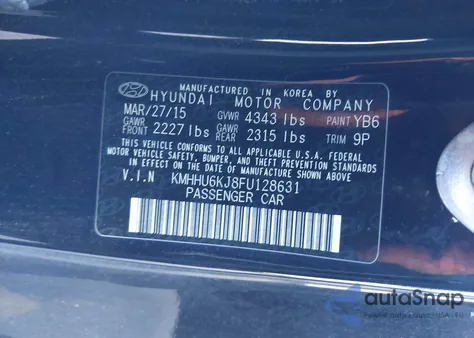 MANUFACTURED IN KOREA BY
HYUNDAI MOTOR COMPANY
MAR/27/15 GVWR 4343 lbs PAINT YB6
GAWR FRONT 2227 lbs GAWR REAR 2315 lbs TRIM 9P
THIS VEHICLE CONFORMS TO ALL APPLICABLE U.S.A. FEDERAL
MOTOR VEHICLE SAFETY, BUMPER, AND THEFT PREVENTION
STANDARDS IN EFFECT ON THE DATE OF MANUFACTURE SHOWN ABOVE.
V.I.N KMHHU6KJ8FU128631
PASSENGER CAR
autoSnap